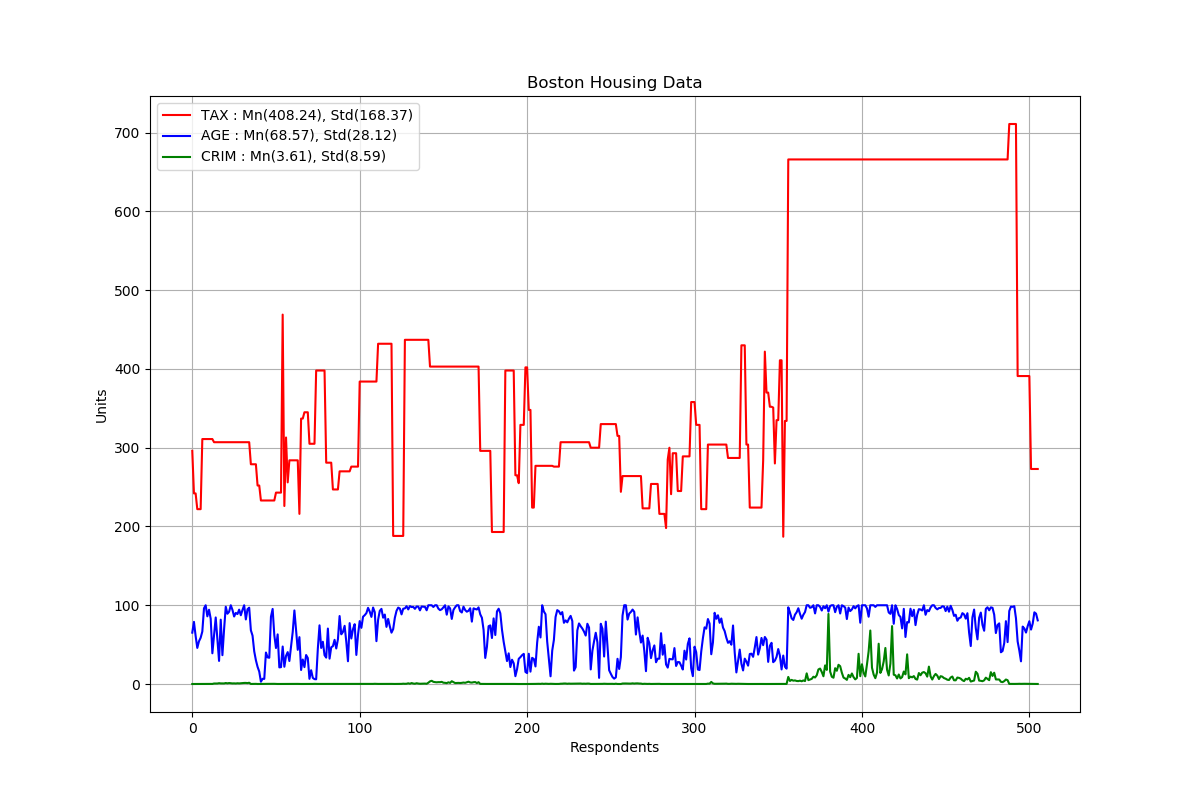 Boston Housing Data
TAX : Mn(408.24), Std(168.37)
AGE : Mn(68.57), Std(28.12)
CRIM : Mn(3.61), Std(8.59)
700
600
500
400
300
200
100
0
Units
0 100 200 300 400 500
Respondents